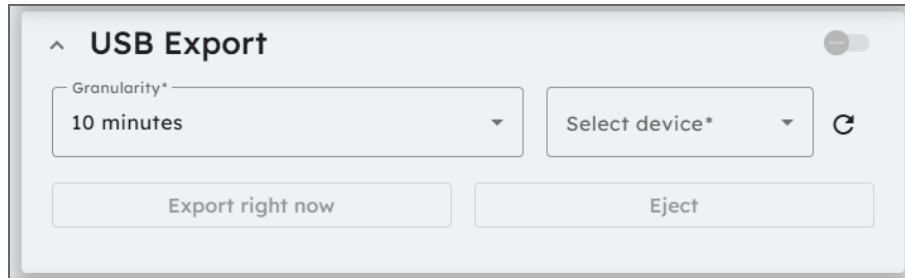 USB Export
Granularity*
10 minutes
Select device*
Export right now
Eject